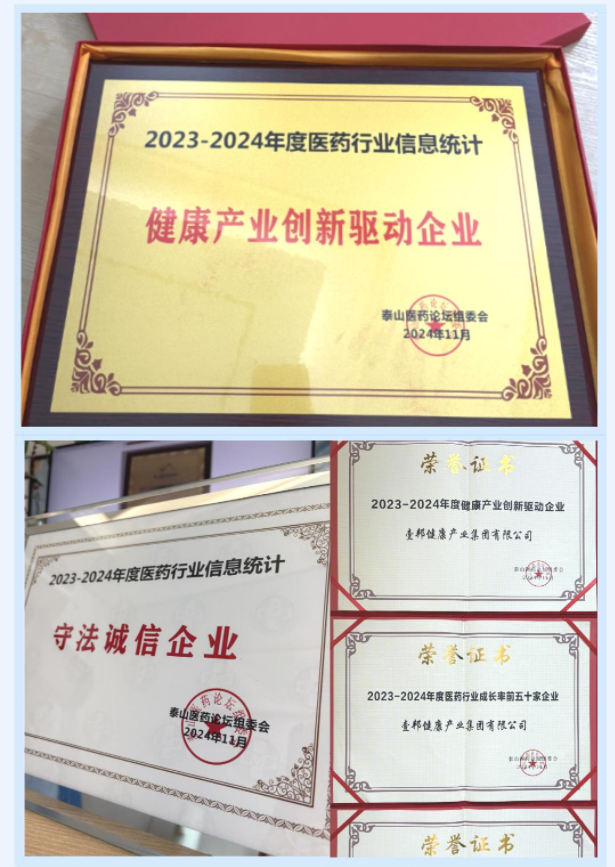 2023-2024年度医药行业信息统计
健康产业创新驱动企业
泰山医药论坛组委会
2024年11月
2023-2024年度医药行业信息统计
守法诚信企业
泰山医药论坛组委会
2024年11月
荣誉证书
2023-2024年度健康产业创新驱动企业
壹邦健康产业集团有限公司
荣誉证书
2023-2024年度医药行业成长率前五十家企业
壹邦健康产业集团有限公司
荣誉证书